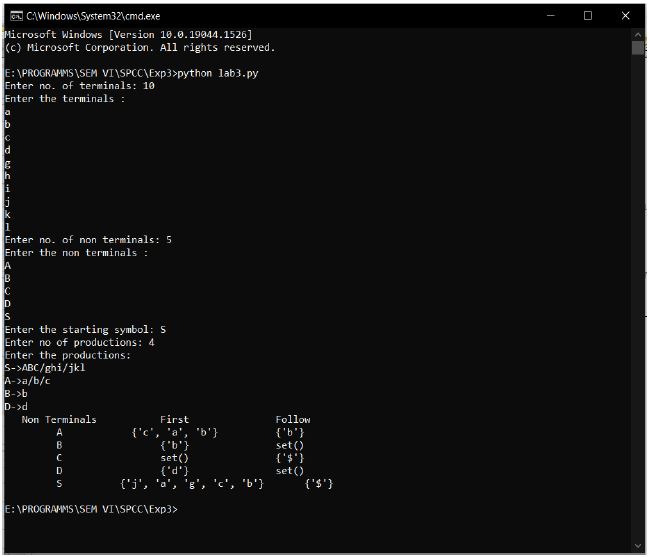 C:\Windows\System32\cmd.exe
Microsoft Windows [Version 10.0.19044.1526]
(c) Microsoft Corporation. All rights reserved.
E:\PROGRAMMS\SEM VI\SPCC\Exp3>python lab3.py
Enter no. of terminals: 10
Enter the terminals :
a
b
c
d
g
h
i
j
k
l
Enter no. of non terminals: 5
Enter the non terminals :
A
B
C
D
S
Enter the starting symbol: S
Enter no of productions: 4
Enter the productions:
S->ABC/ghi/jkl
A->a/b/c
B->b
D->d
Non Terminals First Follow
A {'c', 'a', 'b'} {'b'}
B {'b'} set()
C set() {'$'}
D {'d'} set()
S {'j', 'a', 'g', 'c', 'b'} {'$'}
E:\PROGRAMMS\SEM VI\SPCC\Exp3>